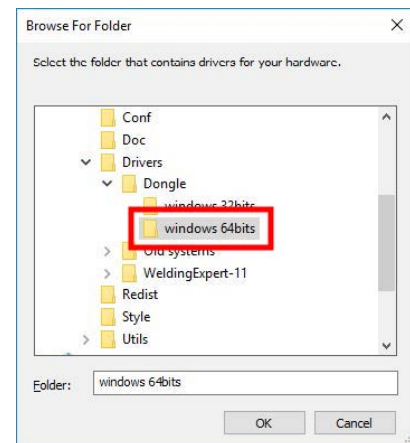 Browse For Folder
Select the folder that contains drivers for your hardware.
Conf
Doc
Drivers
Dongle
windows 32bits
windows 64bits
Old systems
WeldingExpert-11
Redist
Style
Utils
Folder: windows 64bits
OK Cancel